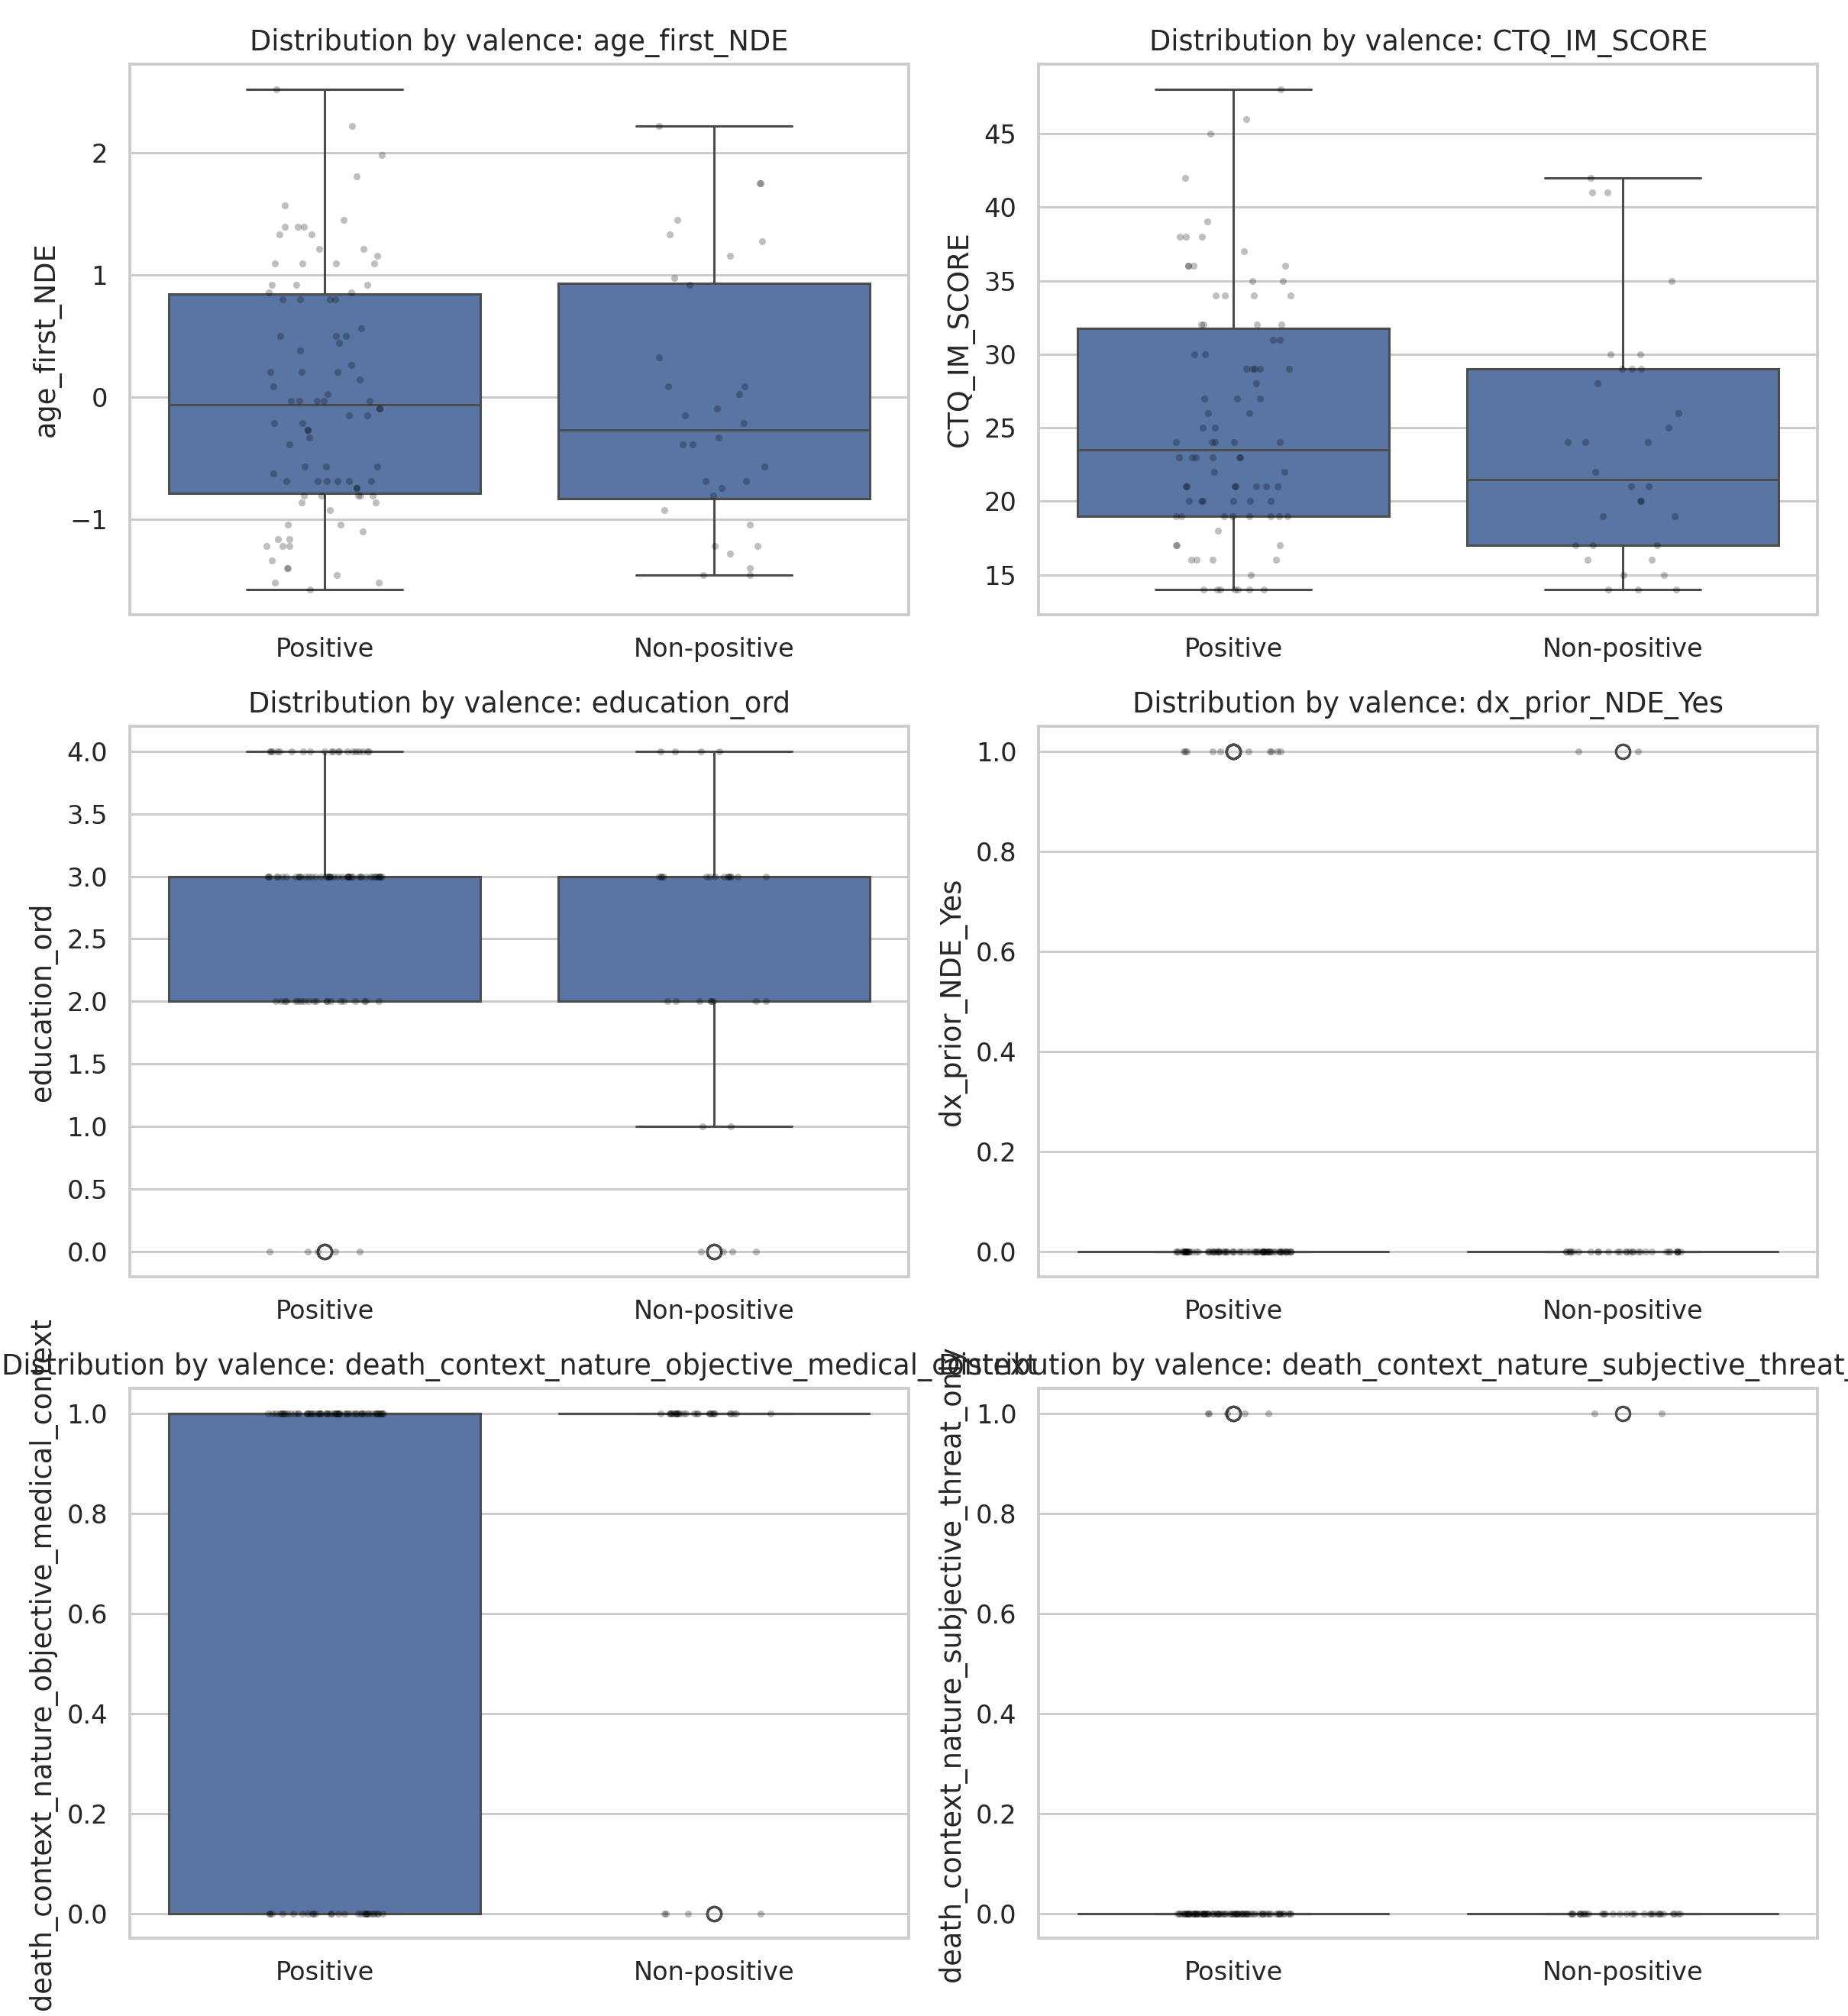 Distribution by valence: age_first_NDE
age_first_NDE
2
1
0
−1
Positive
Non-positive
Distribution by valence: CTQ_IM_SCORE
CTQ_IM_SCORE
45
40
35
30
25
20
15
Positive
Non-positive
Distribution by valence: education_ord
education_ord
4.0
3.5
3.0
2.5
2.0
1.5
1.0
0.5
0.0
Positive
Non-positive
Distribution by valence: dx_prior_NDE_Yes
dx_prior_NDE_Yes
1.0
0.8
0.6
0.4
0.2
0.0
Positive
Non-positive
Distribution by valence: death_context_nature_objective_medical_context
death_context_nature_objective_medical_context
1.0
0.8
0.6
0.4
0.2
0.0
Positive
Non-positive
Distribution by valence: death_context_nature_subjective_threat_
death_context_nature_subjective_threat_only
1.0
0.8
0.6
0.4
0.2
0.0
Positive
Non-positive